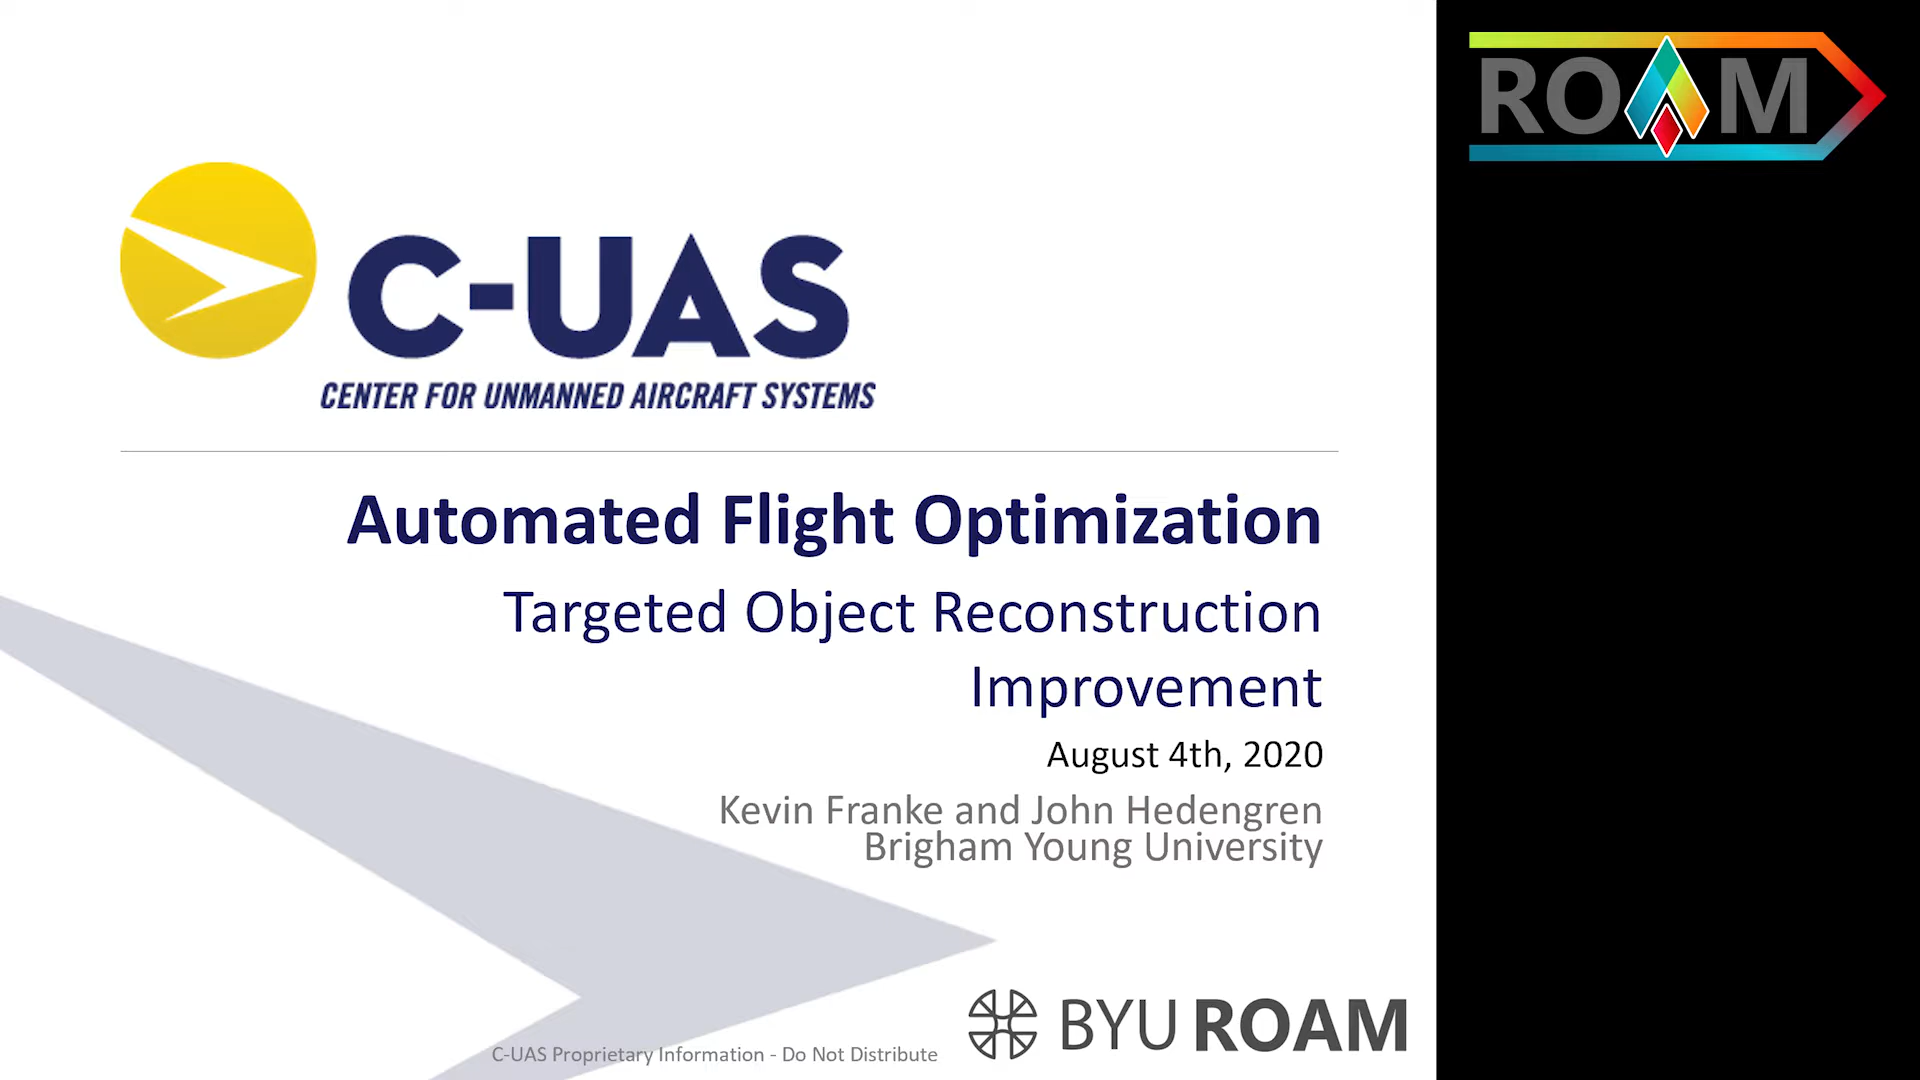 C-UAS
CENTER FOR UNMANNED AIRCRAFT SYSTEMS
Automated Flight Optimization
Targeted Object Reconstruction
Improvement
August 4th, 2020
Kevin Franke and John Hedengren
Brigham Young University
BYU ROAM
C-UAS Proprietary Information - Do Not Distribute
ROAM